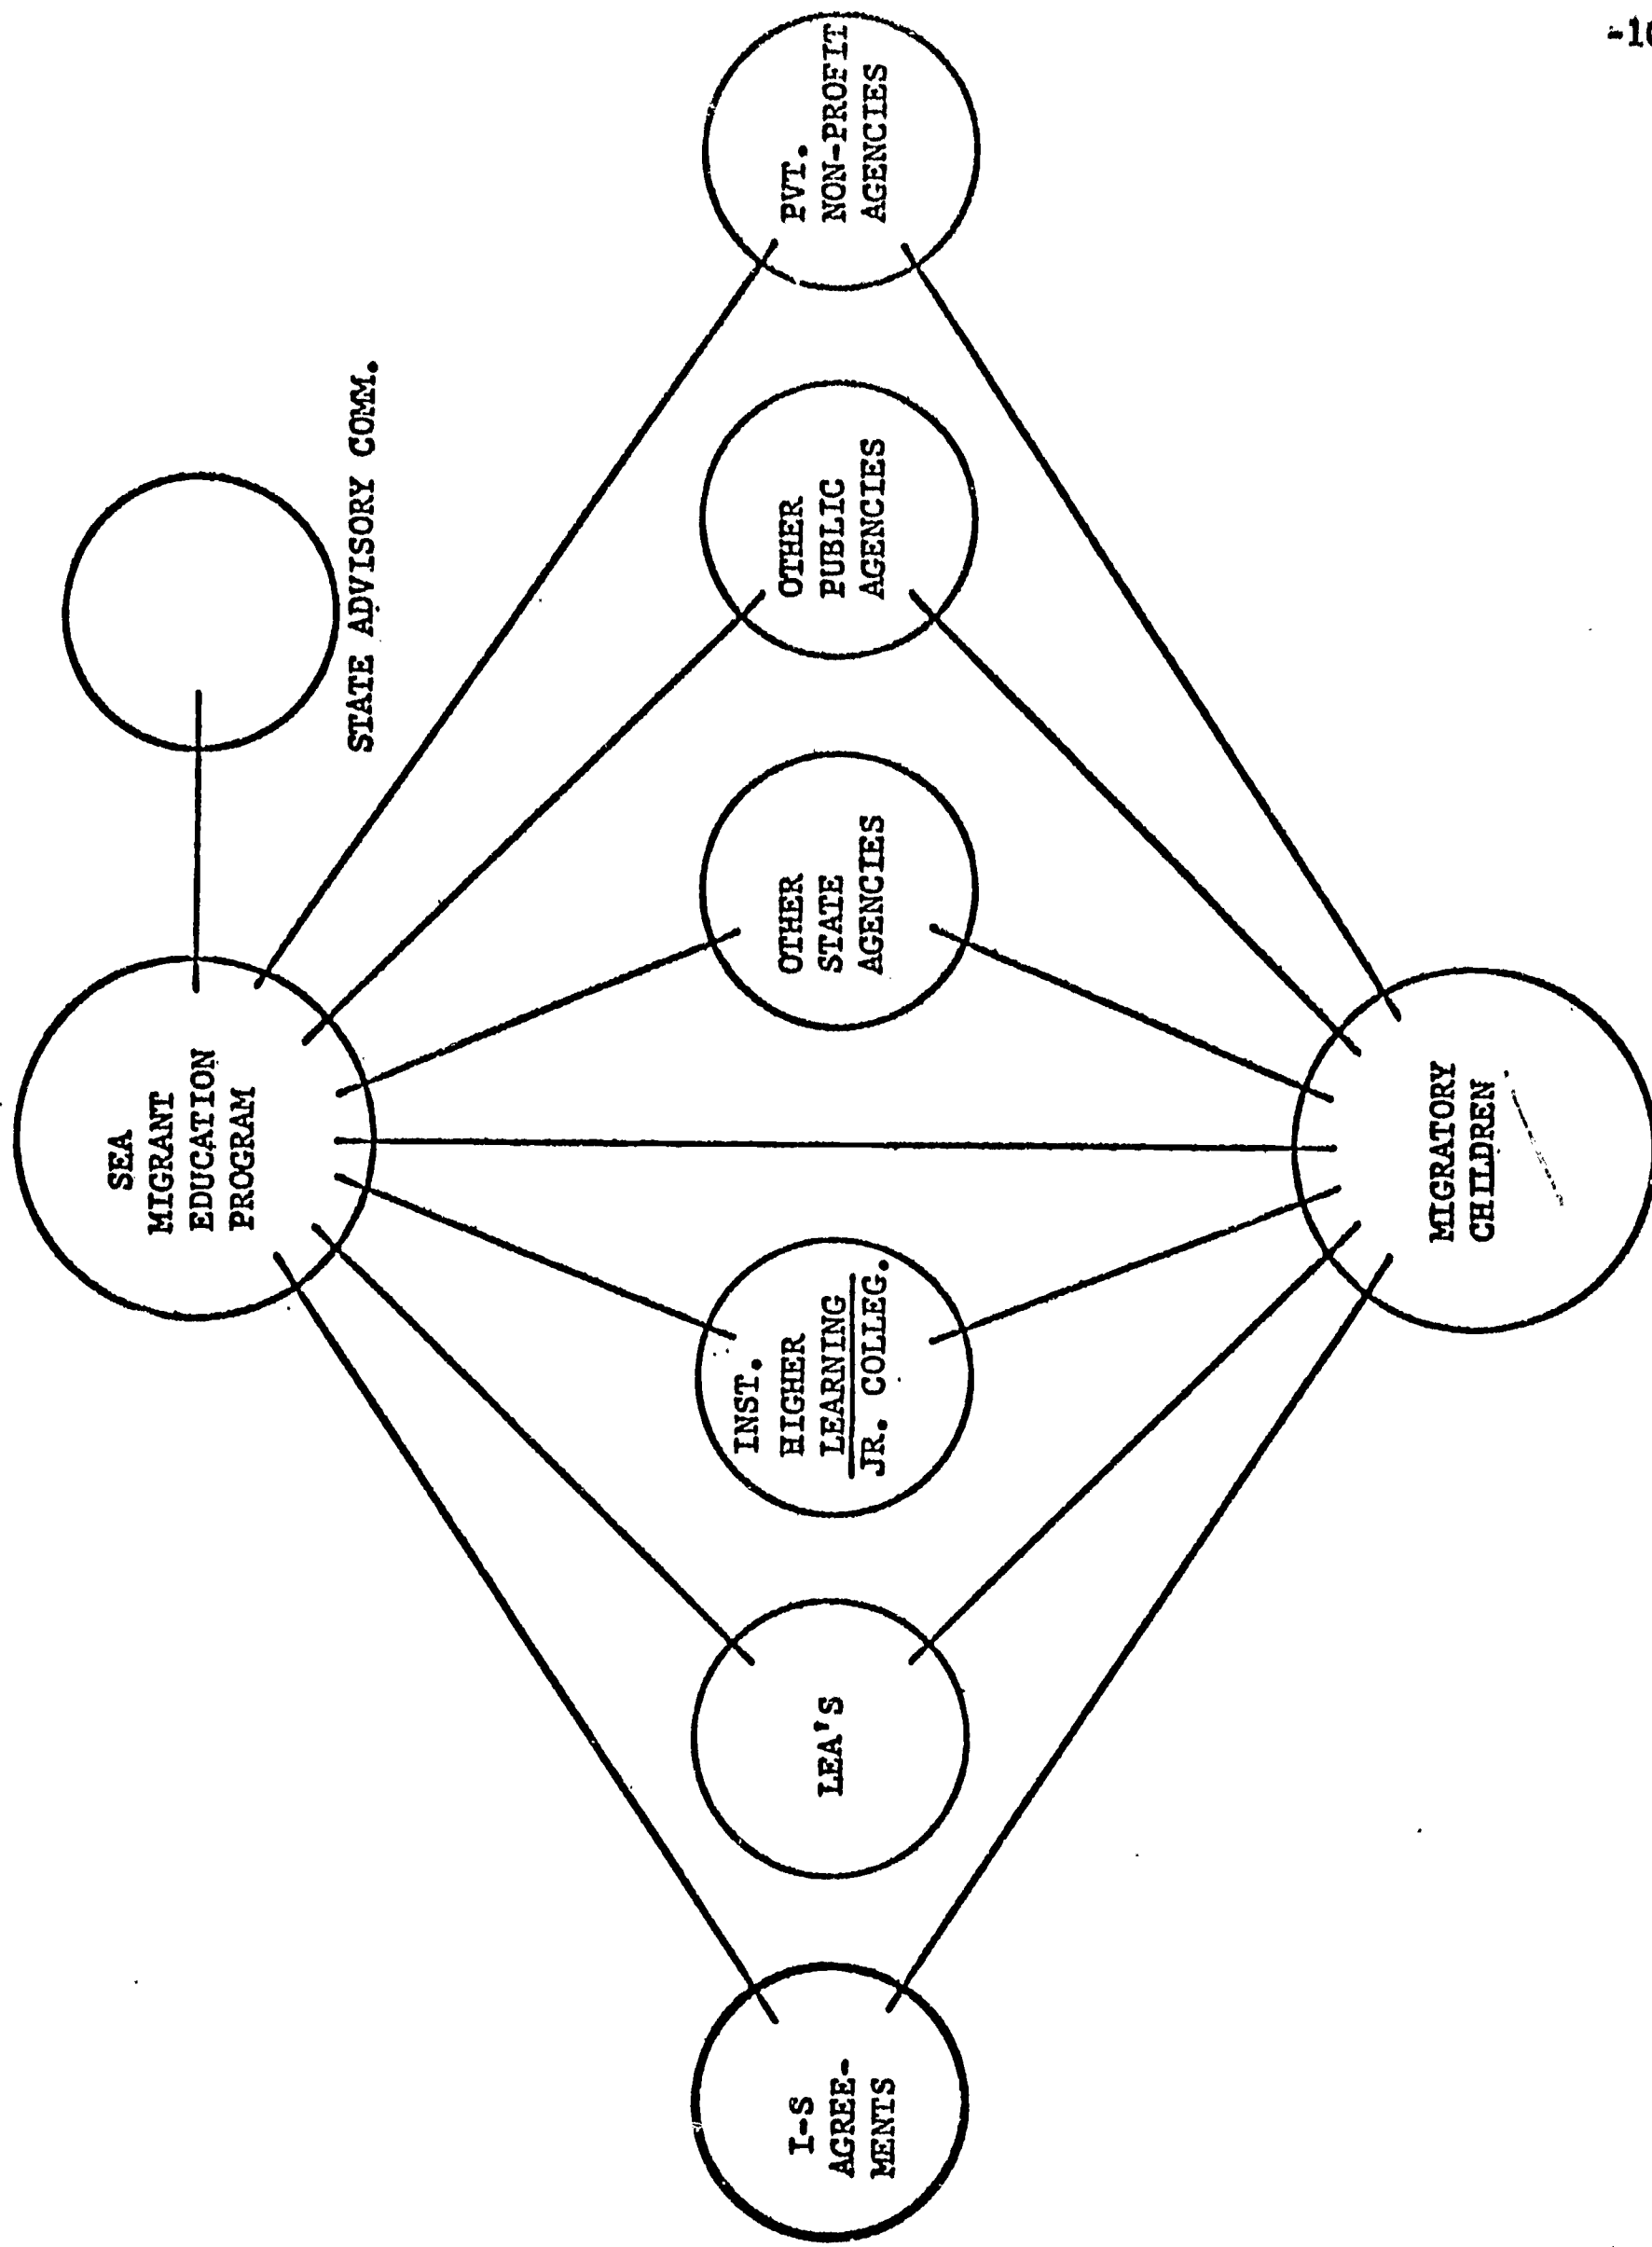 -10
SEA
MIGRANT
EDUCATION
PROGRAM
STATE ADVISORY COMM.
I-S
AGREE-
MENTS
LEA'S
INST.
HIGHER
LEARNING
JR. COLLEG.
OTHER
STATE
AGENCIES
OTHER
PUBLIC
AGENCIES
PVT.
NON-PROFIT
AGENCIES
MIGRATORY
CHILDREN